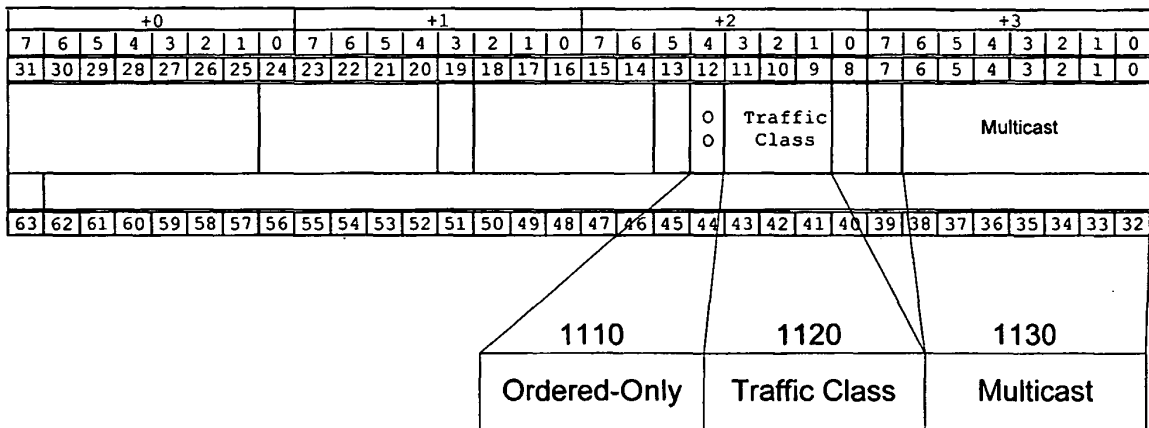 +0 +1 +2 +3
7 6 5 4 3 2 1 0 7 6 5 4 3 2 1 0 7 6 5 4 3 2 1 0 7 6 5 4 3 2 1 0
31 30 29 28 27 26 25 24 23 22 21 20 19 18 17 16 15 14 13 12 11 10 9 8 7 6 5 4 3 2 1 0
O Traffic Multicast
O Class
63 62 61 60 59 58 57 56 55 54 53 52 51 50 49 48 47 46 45 44 43 42 41 40 39 38 37 36 35 34 33 32
1110 1120 1130
Ordered-Only Traffic Class Multicast